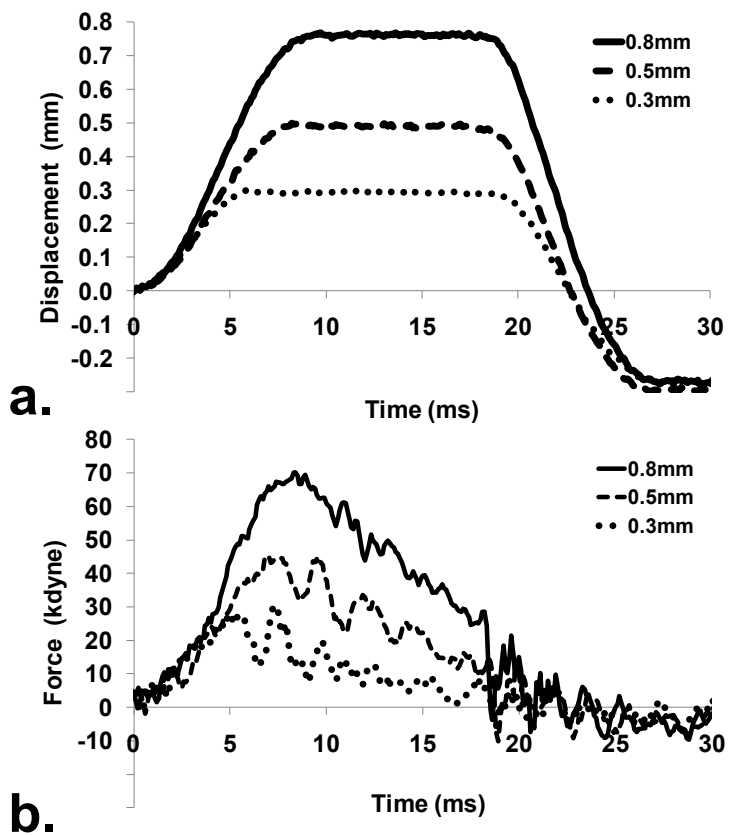 0.8
0.7
0.6
0.5
0.4
0.3
0.2
0.1
0.0
-0.1
-0.2
Displacement (mm)
0.8mm
0.5mm
0.3mm
0 5 10 15 20 25 30
Time (ms)
a.
80
70
60
50
40
30
20
10
0
-10
Force (kdyne)
0.8mm
0.5mm
0.3mm
0 5 10 15 20 25 30
Time (ms)
b.